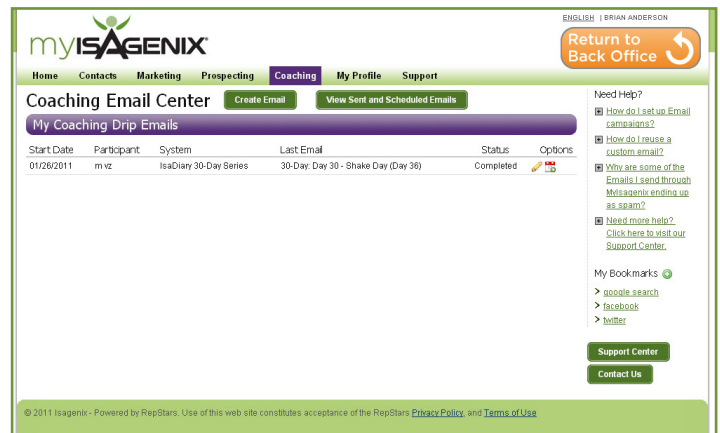 ENGLISH | BRIAN ANDERSON
myISAGENIX
Return to
Back Office
Home Contacts Marketing Prospecting Coaching My Profile Support
Coaching Email Center Create Email View Sent and Scheduled Emails
My Coaching Drip Emails
Start Date Participant System Last Email Status Options
01/26/2011 m vz IsaDiary 30-Day Series 30-Day: Day 30 - Shake Day (Day 36) Completed
Need Help?
How do I set up Email
campaigns?
How do I reuse a
custom email?
Why are some of the
Emails I send through
MyIsagenix ending up
as spam?
Need more help?
Click here to visit our
Support Center.
My Bookmarks
google search
facebook
twitter
Support Center
Contact Us
© 2011 Isagenix - Powered by RepStars. Use of this web site constitutes acceptance of the RepStars Privacy Policy, and Terms of Use